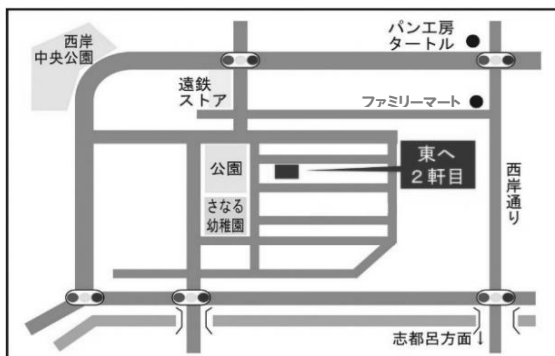 西岸
中央公園
パン工房
タートル
遠鉄
ストア
ファミリーマート
公園
東へ
2軒目
さなる
幼稚園
西岸通り
志都呂方面↓